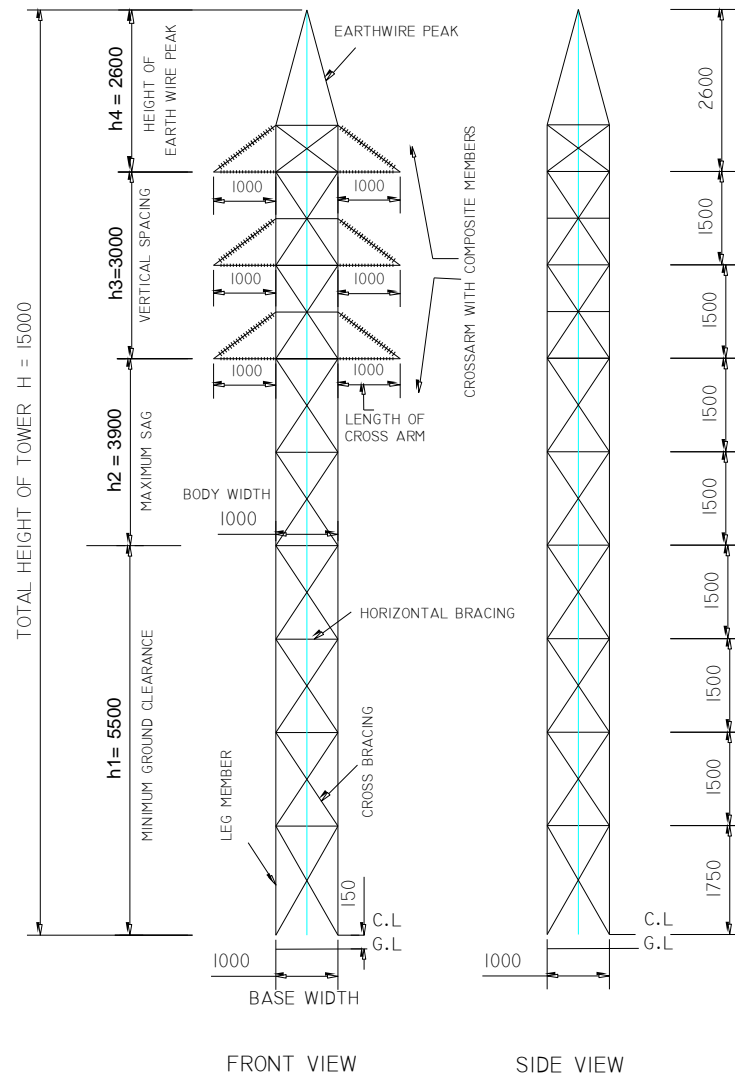 TOTAL HEIGHT OF TOWER H = 15000
h4 = 2600
HEIGHT OF
EARTH WIRE PEAK
h3=3000
VERTICAL SPACING
h2 = 3900
MAXIMUM SAG
h1= 5500
MINIMUM GROUND CLEARANCE
EARTHWIRE PEAK
1000
1000
1000
1000
1000
1000
CROSSARM WITH COMPOSITE MEMBERS
LENGTH OF
CROSS ARM
BODY WIDTH
1000
HORIZONTAL BRACING
CROSS BRACING
LEG MEMBER
150
C.L
G.L
1000
BASE WIDTH
FRONT VIEW
2600
1500
1500
1500
1500
1500
1500
1500
1750
C.L
G.L
1000
SIDE VIEW